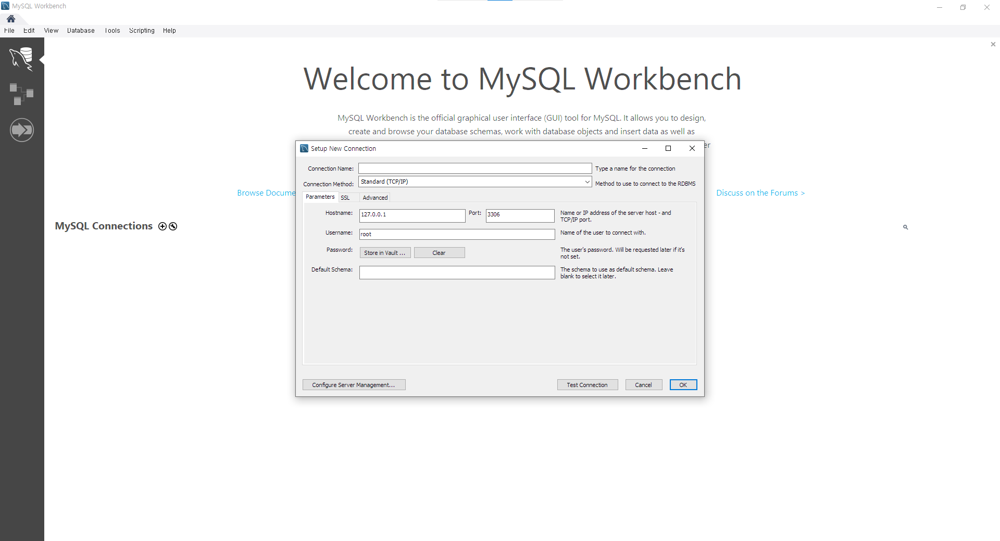 MySQL Workbench
File Edit View Database Tools Scripting Help
Welcome to MySQL Workbench
MySQL Workbench is the official graphical user interface (GUI) tool for MySQL. It allows you to design,
create and browse your database schemas, work with database objects and insert data as well as
er
Browse Docume
Discuss on the Forums >
MySQL Connections
Setup New Connection
Connection Name: Type a name for the connection
Connection Method: Standard (TCP/IP) Method to use to connect to the RDBMS
Parameters SSL Advanced
Hostname: 127.0.0.1 Port: 3306 Name or IP address of the server host - and
TCP/IP port.
Username: root Name of the user to connect with.
Password: Store in Vault ... Clear The user's password. Will be requested later if it's
not set.
Default Schema: The schema to use as default schema. Leave
blank to select it later.
Configure Server Management... Test Connection Cancel OK